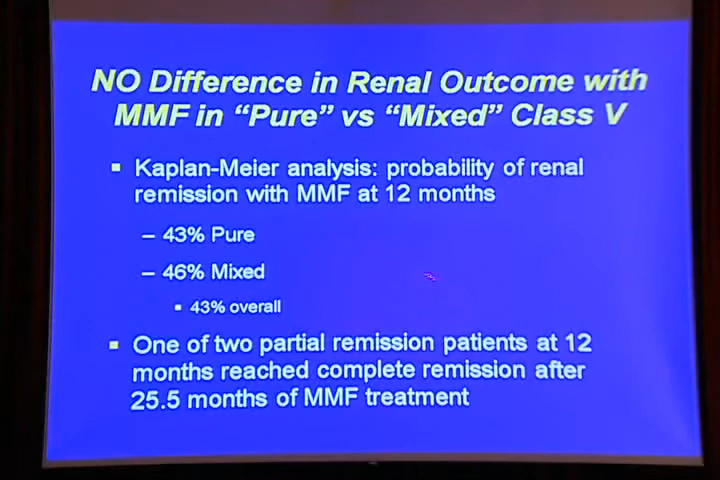 NO Difference in Renal Outcome with
MMF in “Pure” vs “Mixed” Class V
▪ Kaplan-Meier analysis: probability of renal
remission with MMF at 12 months
– 43% Pure
– 46% Mixed
▪ 43% overall
▪ One of two partial remission patients at 12
months reached complete remission after
25.5 months of MMF treatment